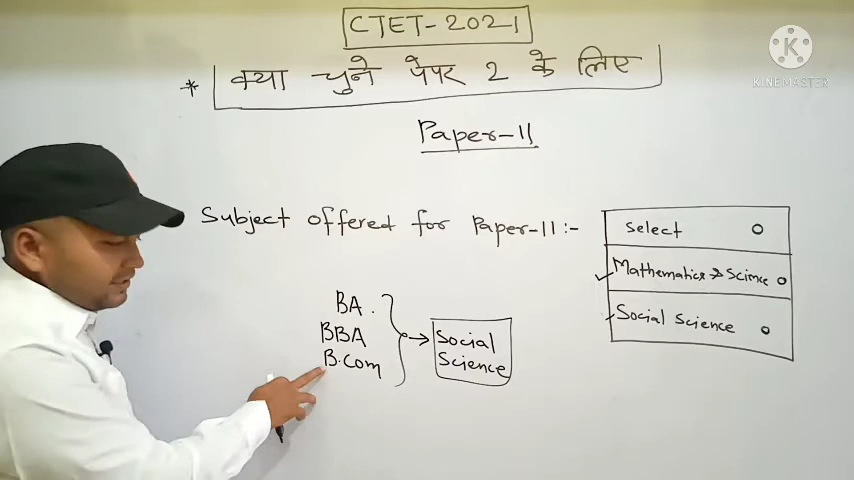 CTET-2021
* क्या चुने पेपर 2 के लिए
K
KINEMASTER
Paper-II
Subject offered for Paper-II :-
select
Mathematics & Science
Social Science
BA.
BBA
B.Com
Social
Science